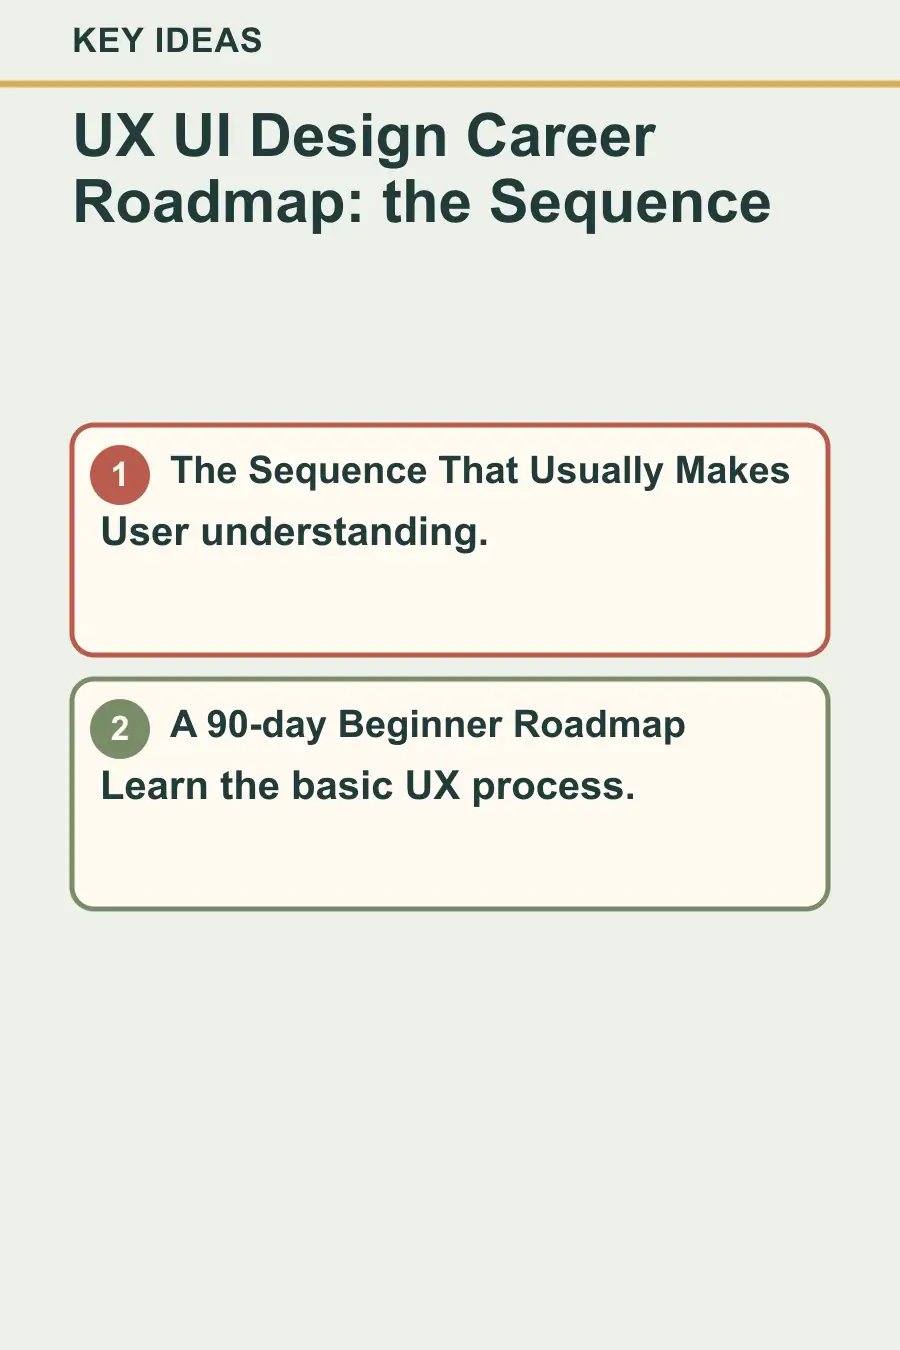 KEY IDEAS
UX UI Design Career
Roadmap: the Sequence
1 The Sequence That Usually Makes
User understanding.
2 A 90-day Beginner Roadmap
Learn the basic UX process.